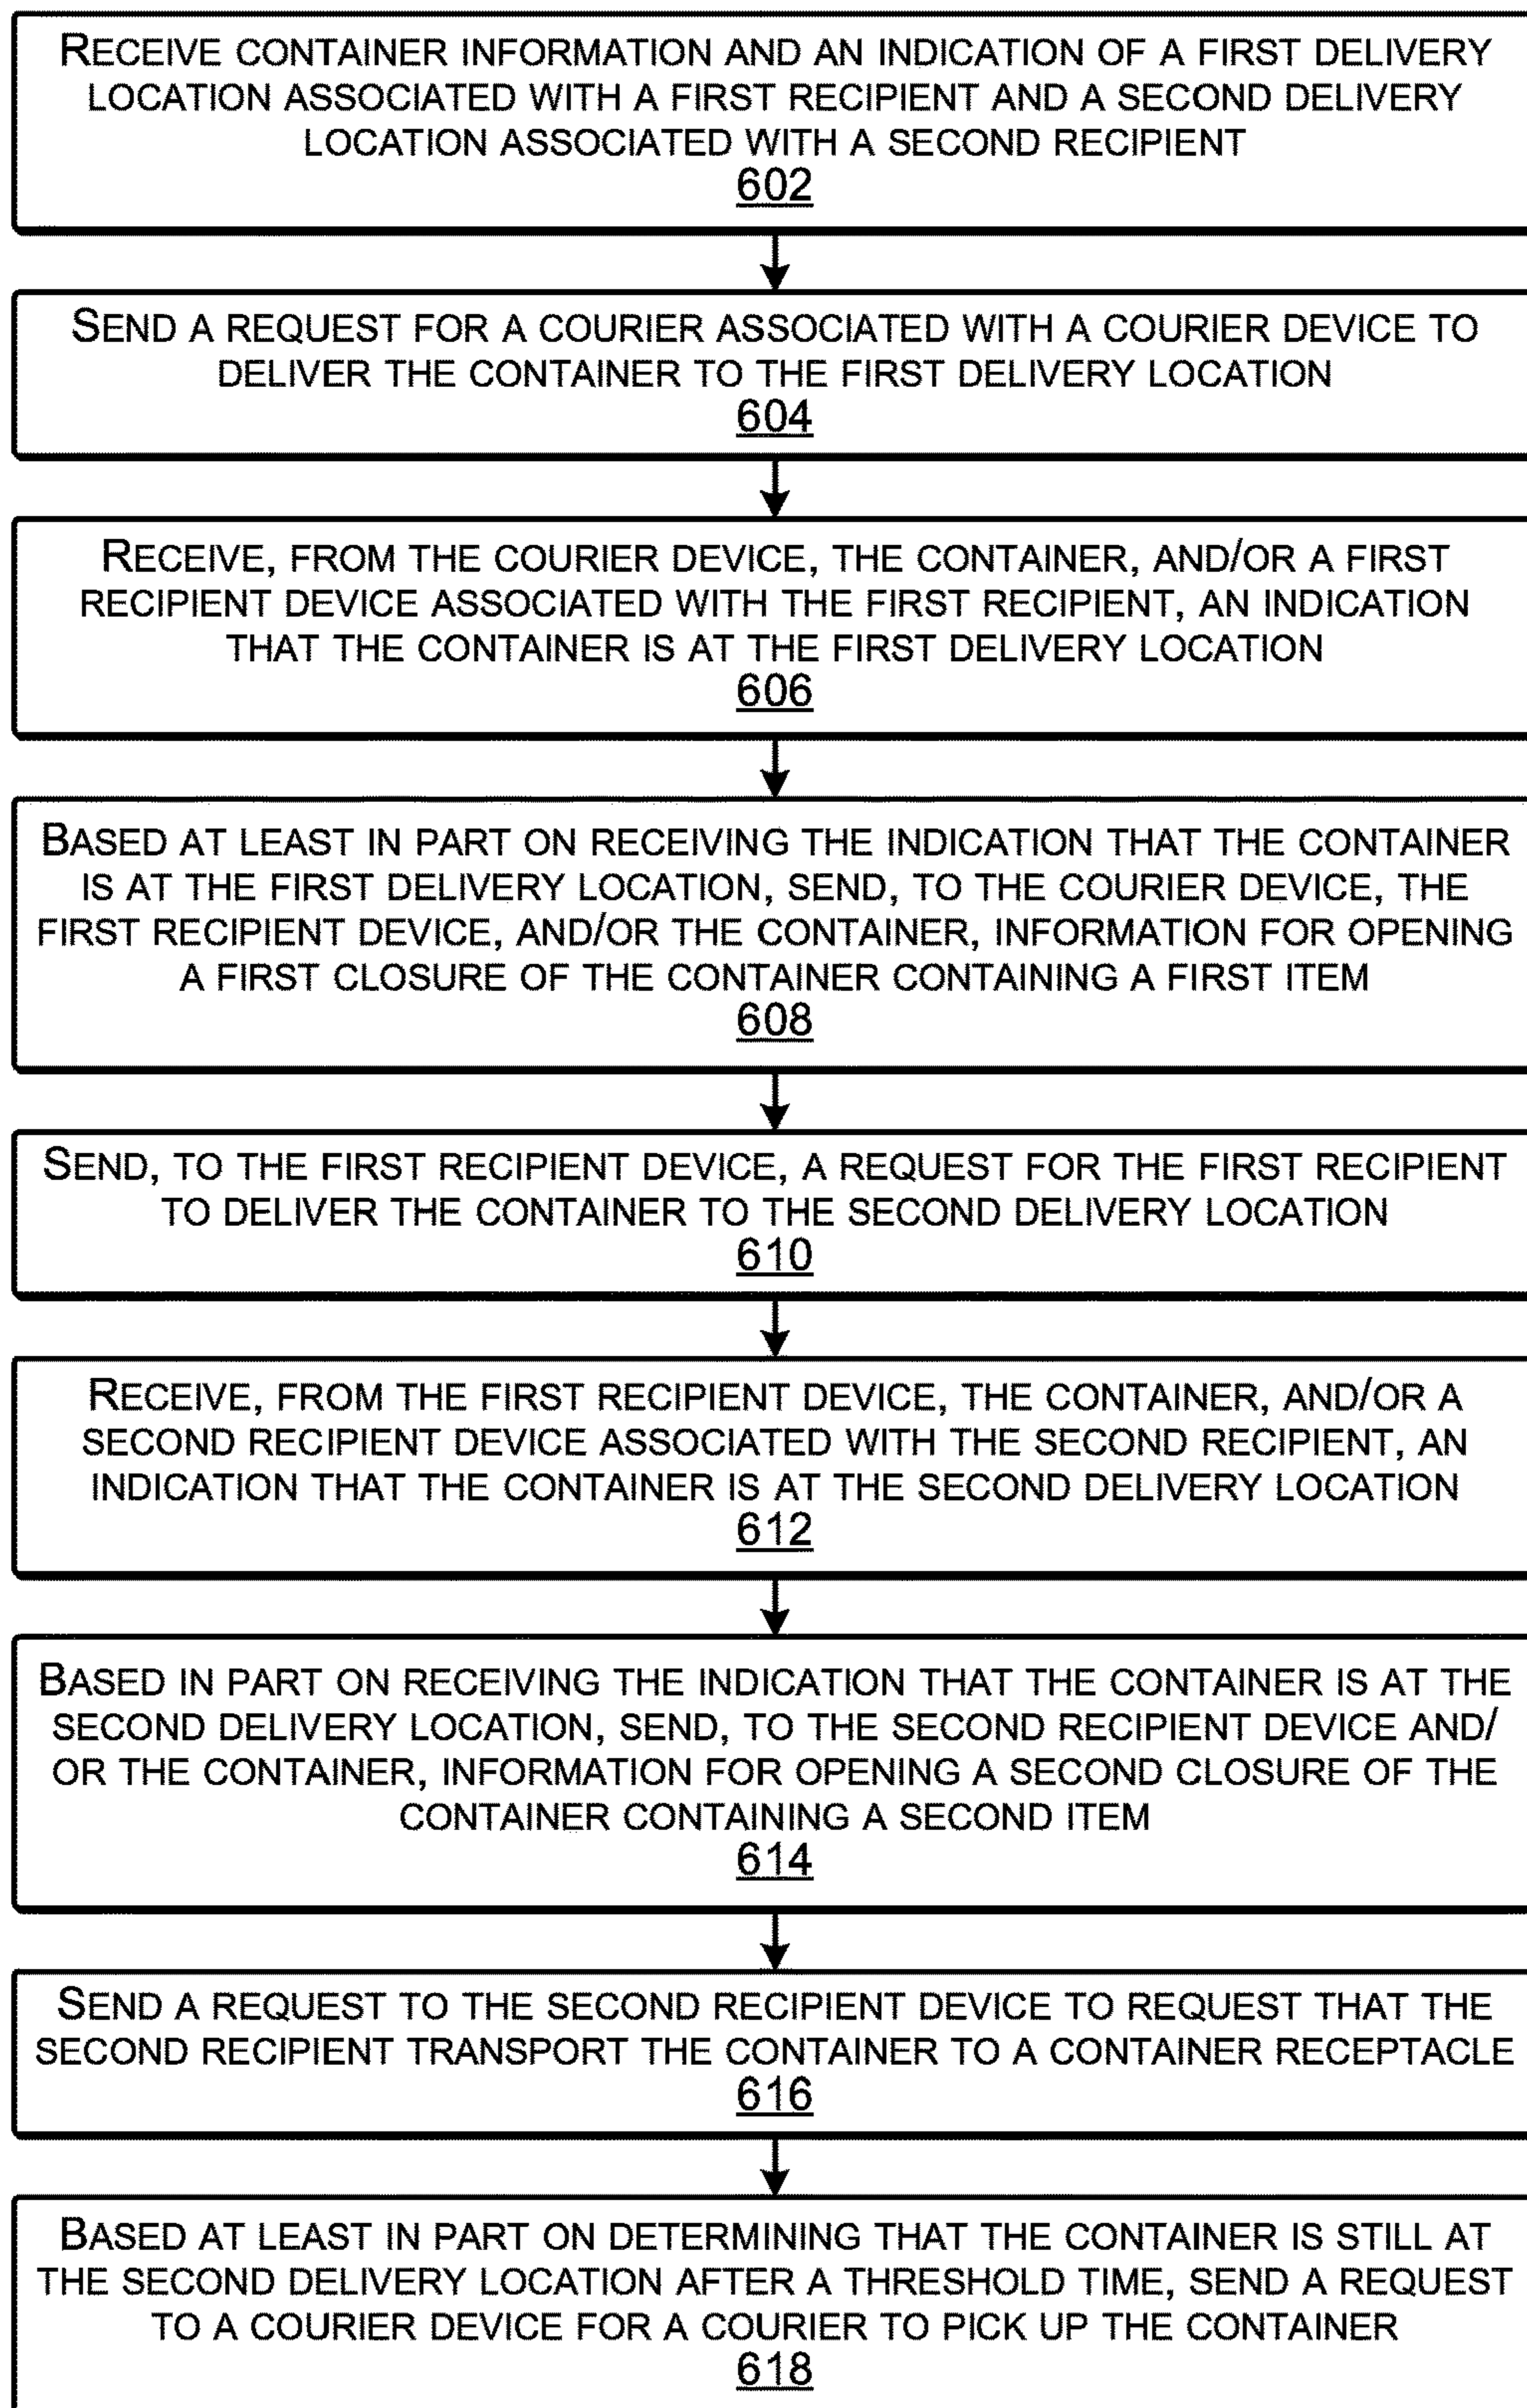 RECEIVE CONTAINER INFORMATION AND AN INDICATION OF A FIRST DELIVERY
LOCATION ASSOCIATED WITH A FIRST RECIPIENT AND A SECOND DELIVERY
LOCATION ASSOCIATED WITH A SECOND RECIPIENT
602
SEND A REQUEST FOR A COURIER ASSOCIATED WITH A COURIER DEVICE TO
DELIVER THE CONTAINER TO THE FIRST DELIVERY LOCATION
604
RECEIVE, FROM THE COURIER DEVICE, THE CONTAINER, AND/OR A FIRST
RECIPIENT DEVICE ASSOCIATED WITH THE FIRST RECIPIENT, AN INDICATION
THAT THE CONTAINER IS AT THE FIRST DELIVERY LOCATION
606
BASED AT LEAST IN PART ON RECEIVING THE INDICATION THAT THE CONTAINER
IS AT THE FIRST DELIVERY LOCATION, SEND, TO THE COURIER DEVICE, THE
FIRST RECIPIENT DEVICE, AND/OR THE CONTAINER, INFORMATION FOR OPENING
A FIRST CLOSURE OF THE CONTAINER CONTAINING A FIRST ITEM
608
SEND, TO THE FIRST RECIPIENT DEVICE, A REQUEST FOR THE FIRST RECIPIENT
TO DELIVER THE CONTAINER TO THE SECOND DELIVERY LOCATION
610
RECEIVE, FROM THE FIRST RECIPIENT DEVICE, THE CONTAINER, AND/OR A
SECOND RECIPIENT DEVICE ASSOCIATED WITH THE SECOND RECIPIENT, AN
INDICATION THAT THE CONTAINER IS AT THE SECOND DELIVERY LOCATION
612
BASED IN PART ON RECEIVING THE INDICATION THAT THE CONTAINER IS AT THE
SECOND DELIVERY LOCATION, SEND, TO THE SECOND RECIPIENT DEVICE AND/
OR THE CONTAINER, INFORMATION FOR OPENING A SECOND CLOSURE OF THE
CONTAINER CONTAINING A SECOND ITEM
614
SEND A REQUEST TO THE SECOND RECIPIENT DEVICE TO REQUEST THAT THE
SECOND RECIPIENT TRANSPORT THE CONTAINER TO A CONTAINER RECEPTACLE
616
BASED AT LEAST IN PART ON DETERMINING THAT THE CONTAINER IS STILL AT
THE SECOND DELIVERY LOCATION AFTER A THRESHOLD TIME, SEND A REQUEST
TO A COURIER DEVICE FOR A COURIER TO PICK UP THE CONTAINER
618